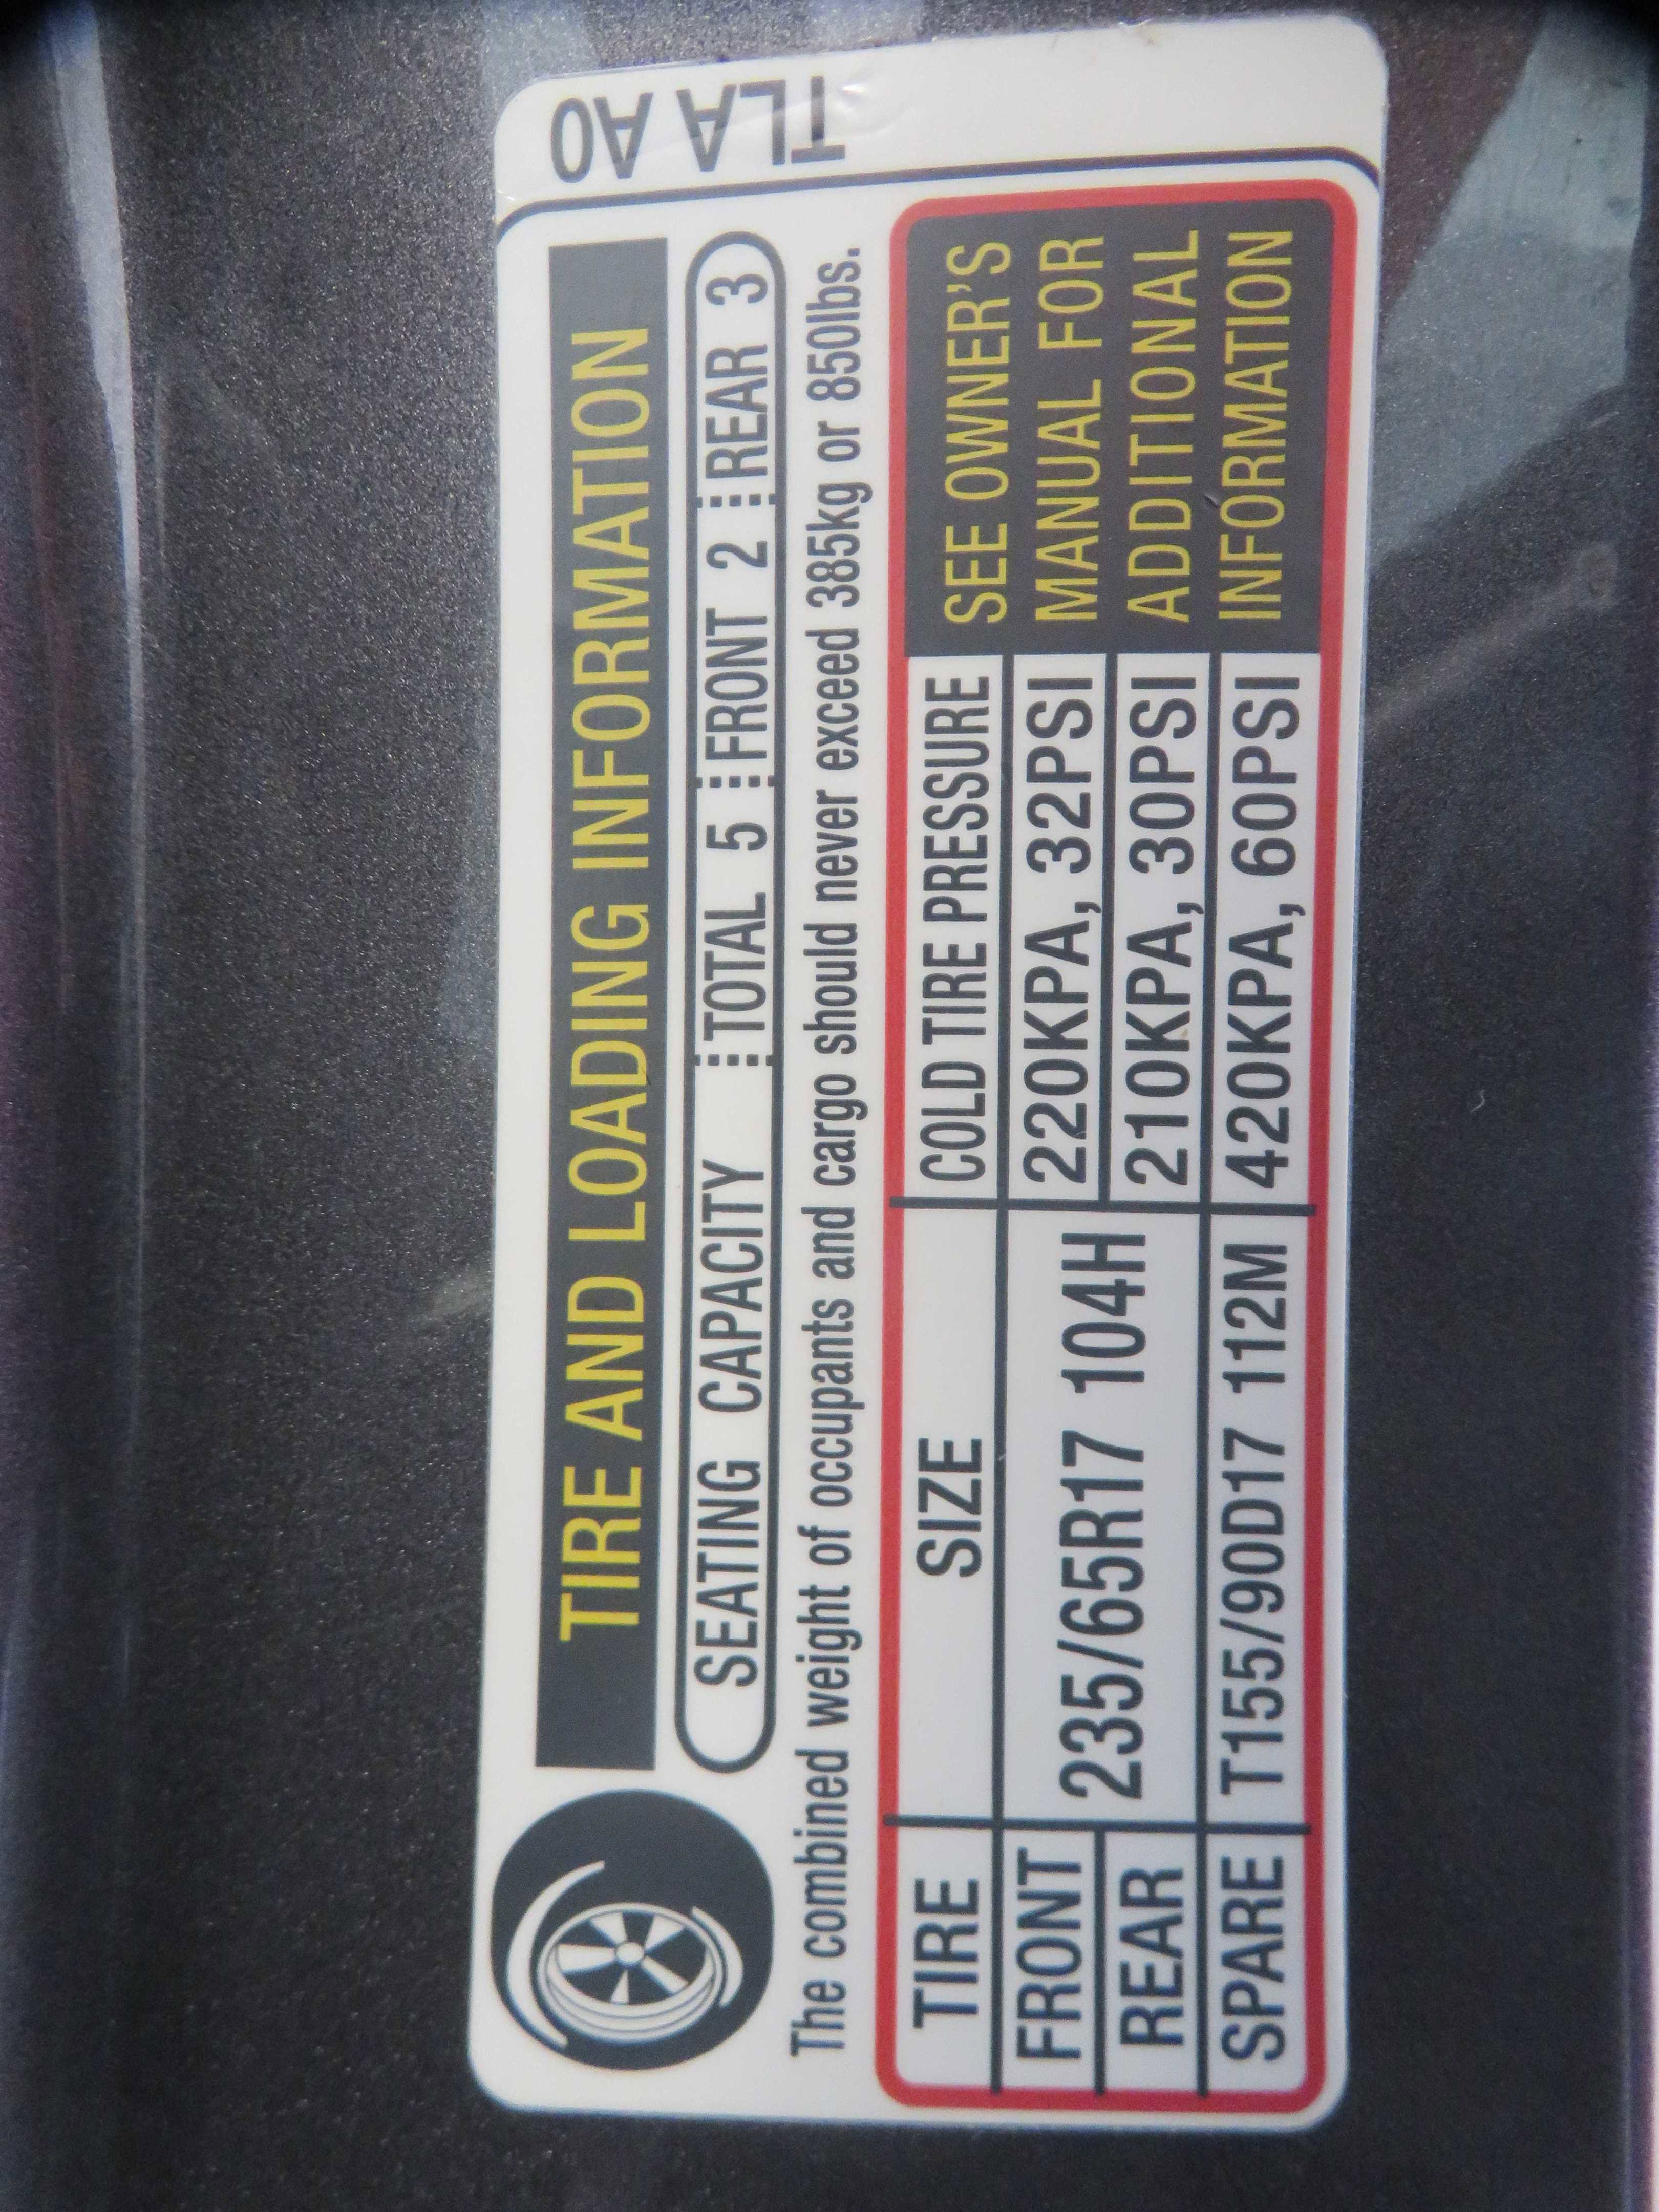 TIRE AND LOADING INFORMATION
SEATING CAPACITY TOTAL 5 FRONT 2 REAR 3
The combined weight of occupants and cargo should never exceed 385kg or 850lbs.
TIRE SIZE COLD TIRE PRESSURE
FRONT 235/65R17 104H 220KPA, 32PSI
REAR 210KPA, 30PSI
SPARE T155/90D17 112M 420KPA, 60PSI
SEE OWNER'S
MANUAL FOR
ADDITIONAL
INFORMATION
TLA A0